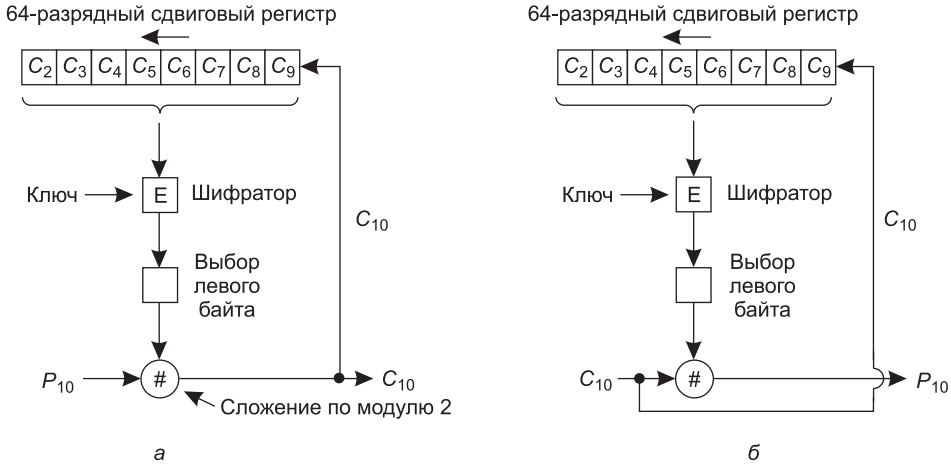 64-разрядный сдвиговый регистр
C2 C3 C4 C5 C6 C7 C8 C9
Ключ
E
Шифратор
C10
Выбор
левого
байта
P10
#
C10
Сложение по модулю 2
а
64-разрядный сдвиговый регистр
C2 C3 C4 C5 C6 C7 C8 C9
Ключ
E
Шифратор
C10
Выбор
левого
байта
C10
#
P10
б